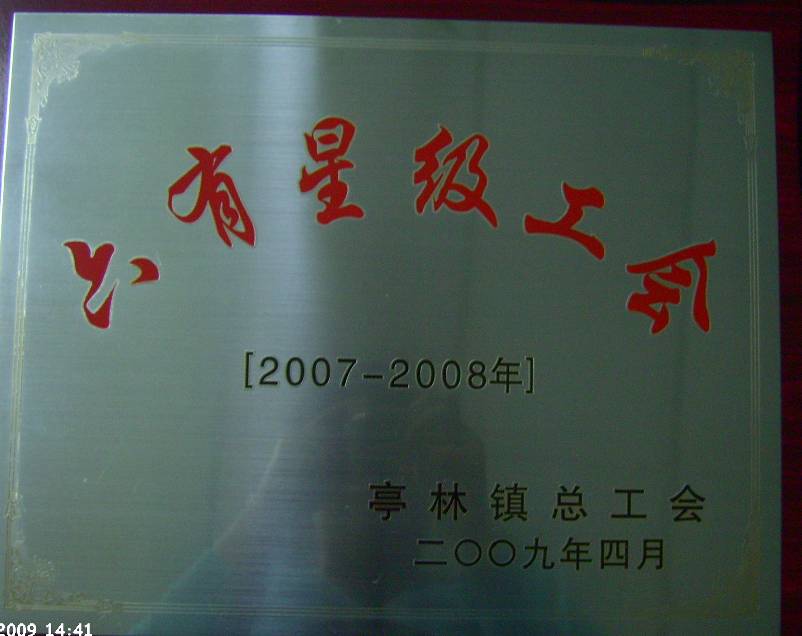 公有星级工会
[2007-2008年]
亭林镇总工会
二〇〇九年四月
2009 14:41